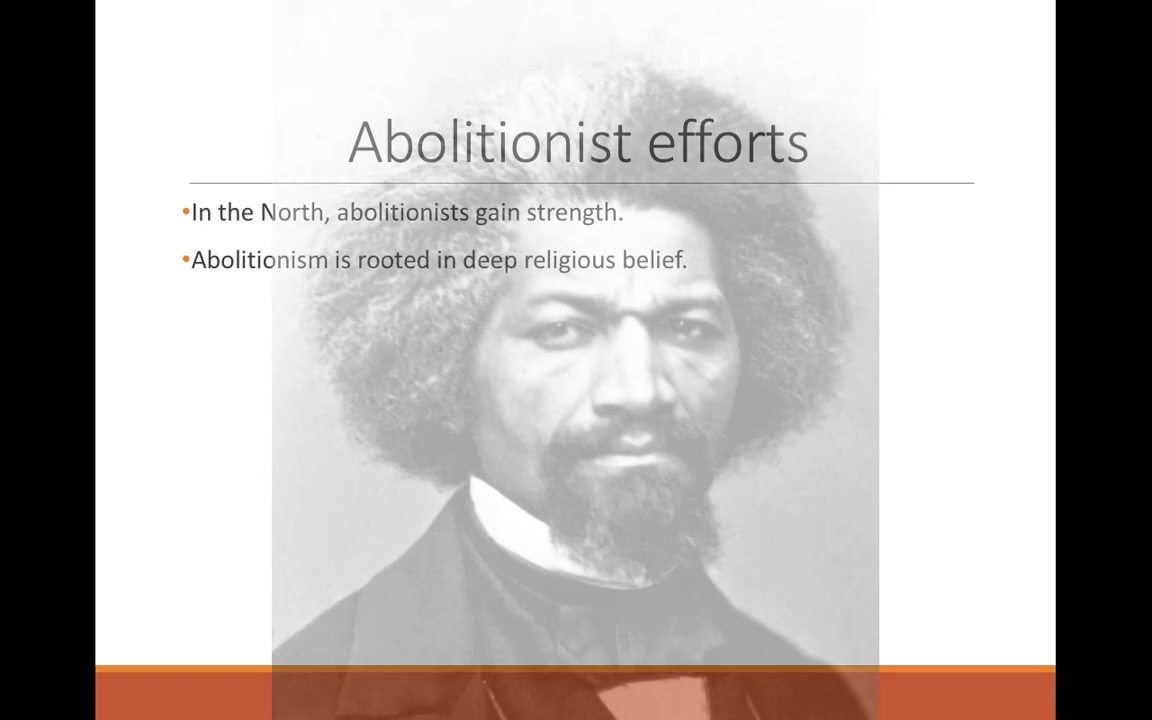 Abolitionist efforts
•In the North, abolitionists gain strength.
•Abolitionism is rooted in deep religious belief.